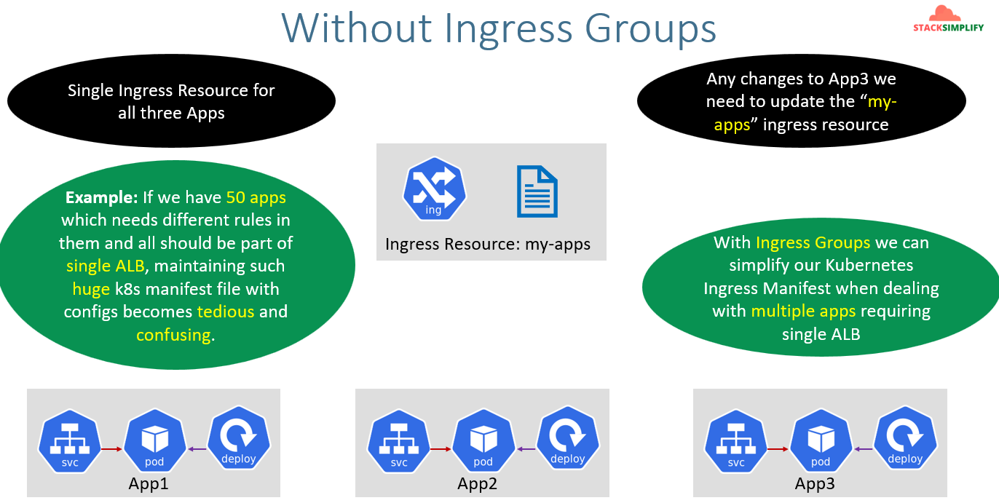 Without Ingress Groups
STACKSIMPLIFY
Single Ingress Resource for
all three Apps
Any changes to App3 we
need to update the “my-
apps” ingress resource
Example: If we have 50 apps
which needs different rules in
them and all should be part of
single ALB, maintaining such
huge k8s manifest file with
configs becomes tedious and
confusing.
ing
Ingress Resource: my-apps
With Ingress Groups we can
simplify our Kubernetes
Ingress Manifest when dealing
with multiple apps requiring
single ALB
svc
pod
deploy
App1
svc
pod
deploy
App2
svc
pod
deploy
App3